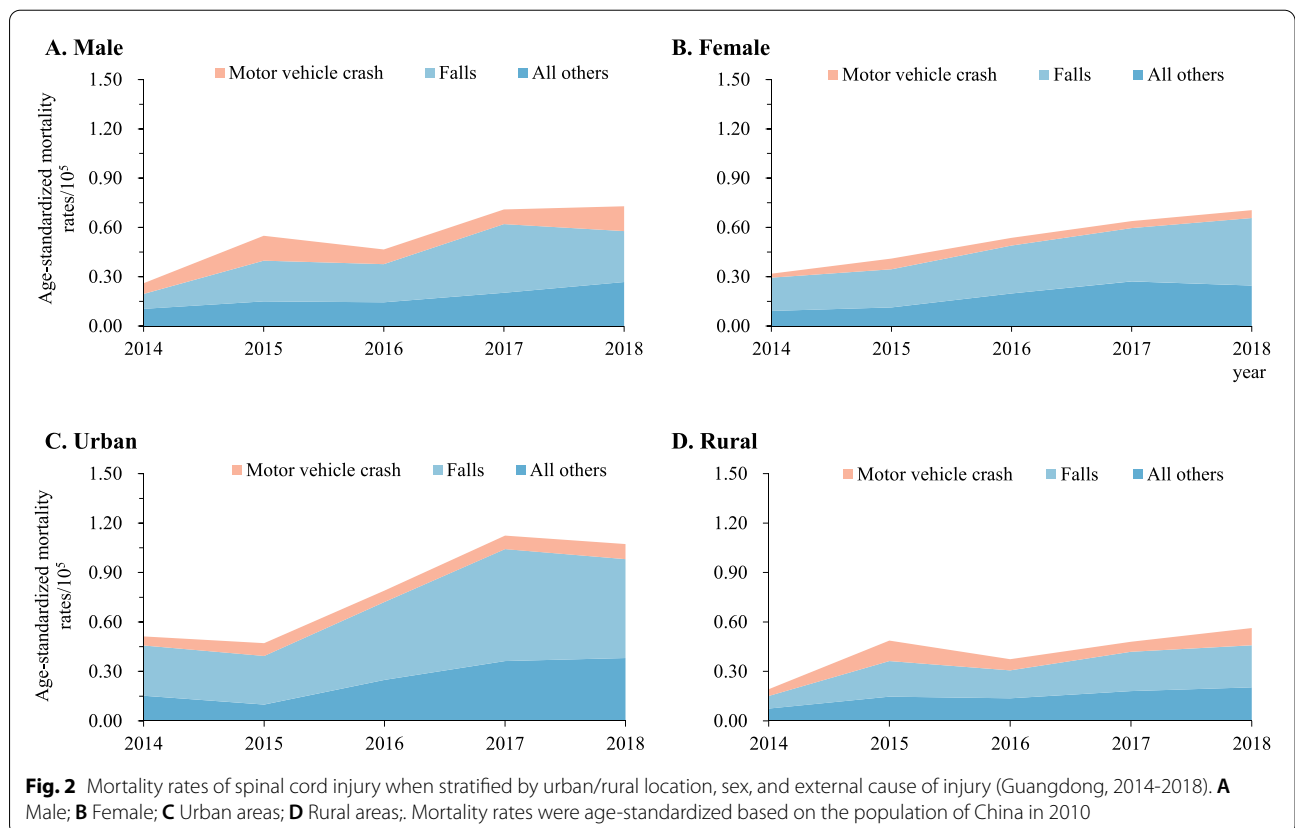 A. Male
Motor vehicle crash Falls All others
Age-standardized mortality
rates/10⁵
1.50
1.20
0.90
0.60
0.30
0.00
2014 2015 2016 2017 2018
B. Female
Motor vehicle crash Falls All others
1.50
1.20
0.90
0.60
0.30
0.00
2014 2015 2016 2017 2018
year
C. Urban
Motor vehicle crash Falls All others
Age-standardized mortality
rates/10⁵
1.50
1.20
0.90
0.60
0.30
0.00
2014 2015 2016 2017 2018
D. Rural
Motor vehicle crash Falls All others
1.50
1.20
0.90
0.60
0.30
0.00
2014 2015 2016 2017 2018
Fig. 2 Mortality rates of spinal cord injury when stratified by urban/rural location, sex, and external cause of injury (Guangdong, 2014-2018). A
Male; B Female; C Urban areas; D Rural areas;. Mortality rates were age-standardized based on the population of China in 2010